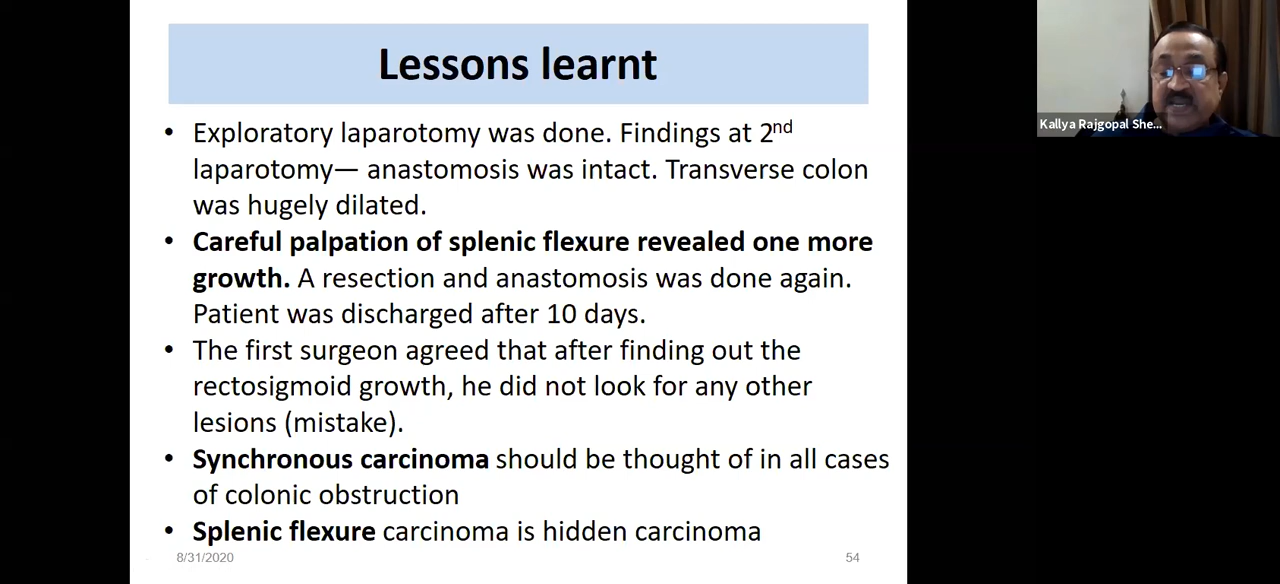 Lessons learnt
• Exploratory laparotomy was done. Findings at 2nd
laparotomy— anastomosis was intact. Transverse colon
was hugely dilated.
• Careful palpation of splenic flexure revealed one more
growth. A resection and anastomosis was done again.
Patient was discharged after 10 days.
• The first surgeon agreed that after finding out the
rectosigmoid growth, he did not look for any other
lesions (mistake).
• Synchronous carcinoma should be thought of in all cases
of colonic obstruction
• Splenic flexure carcinoma is hidden carcinoma
8/31/2020
54
Kallya Rajgopal She...